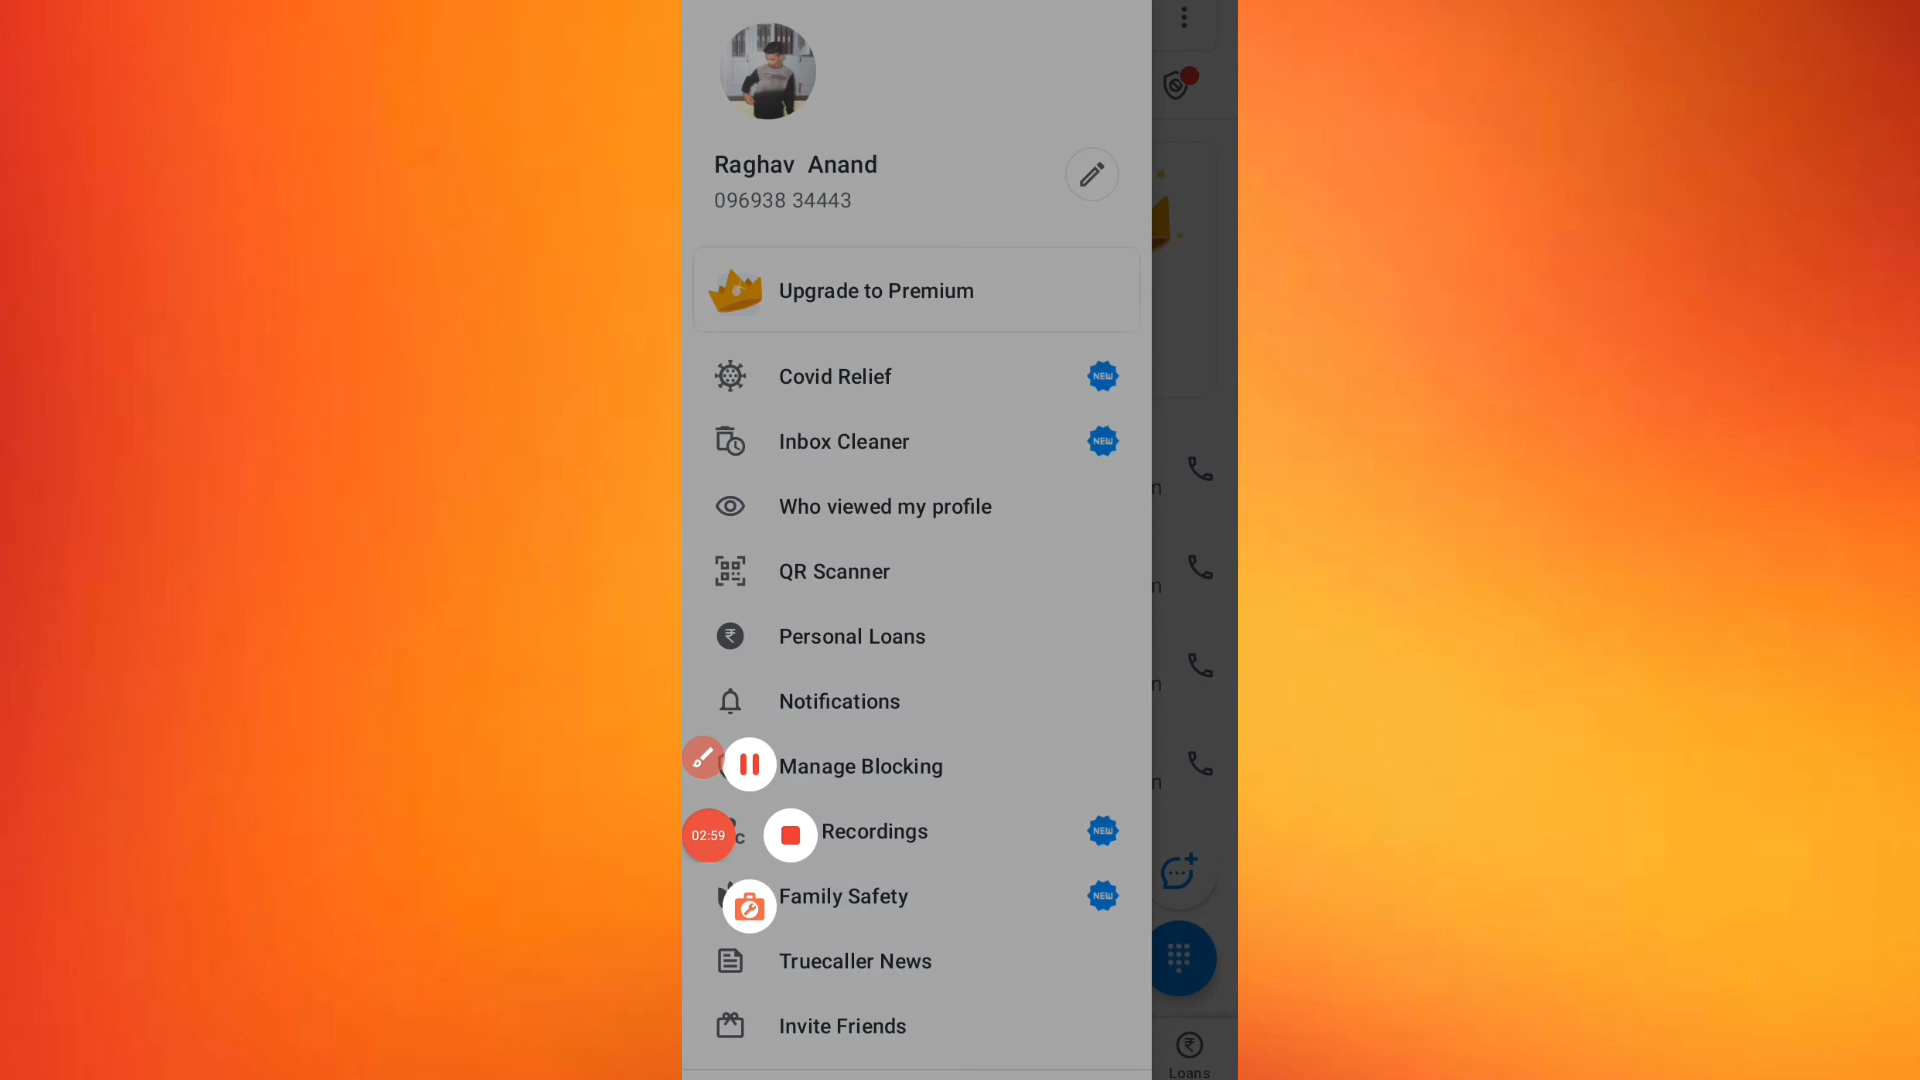 Raghav Anand
096938 34443
Upgrade to Premium
Covid Relief NEW
Inbox Cleaner NEW
Who viewed my profile
QR Scanner
Personal Loans
Notifications
Manage Blocking
02:59 Recordings NEW
Family Safety NEW
Truecaller News
Invite Friends
Loans